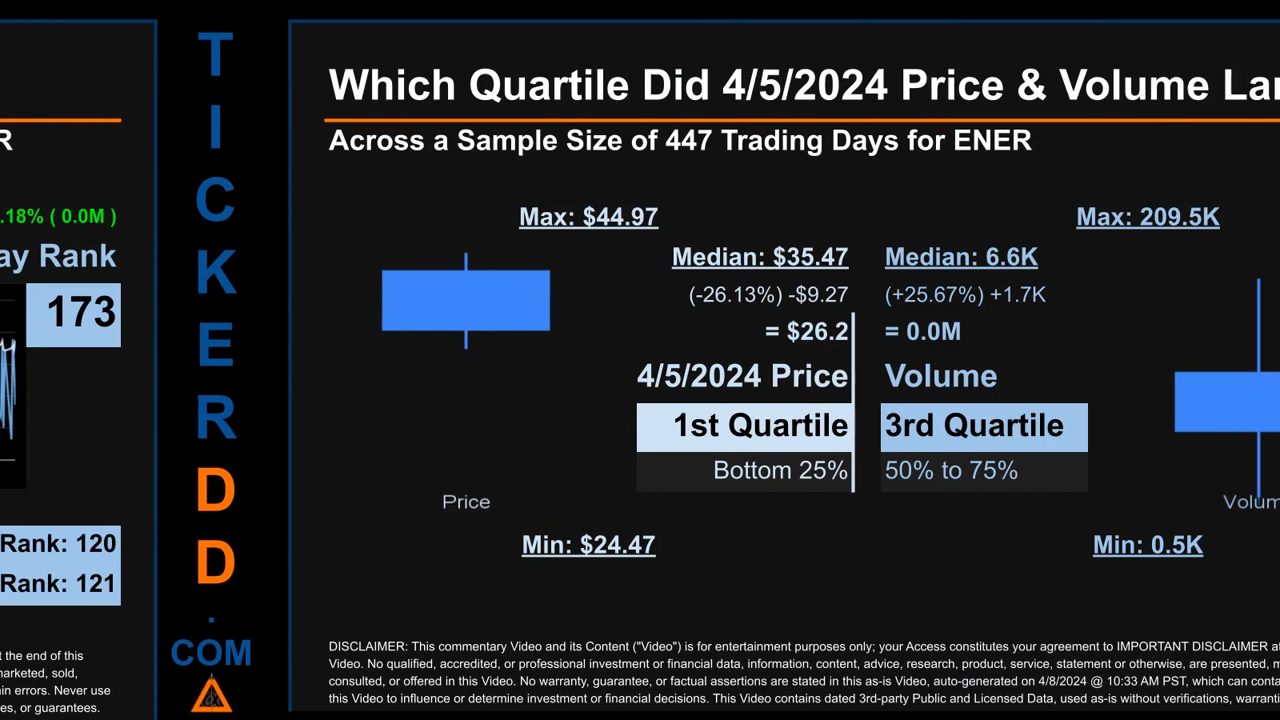 R
.18% ( 0.0M )
ay Rank
173
Rank: 120
Rank: 121
t the end of this
narketed, sold,
in errors. Never use
es, or guarantees.
T
I
C
K
E
R
D
D
.
COM
Which Quartile Did 4/5/2024 Price & Volume Lan
Across a Sample Size of 447 Trading Days for ENER
Max: $44.97
Median: $35.47
(-26.13%) -$9.27
= $26.2
4/5/2024 Price
1st Quartile
Bottom 25%
Price
Min: $24.47
Max: 209.5K
Median: 6.6K
(+25.67%) +1.7K
= 0.0M
Volume
3rd Quartile
50% to 75%
Volum
Min: 0.5K
DISCLAIMER: This commentary Video and its Content ("Video") is for entertainment purposes only; your Access constitutes your agreement to IMPORTANT DISCLAIMER af
Video. No qualified, accredited, or professional investment or financial data, information, content, advice, research, product, service, statement or otherwise, are presented, m
consulted, or offered in this Video. No warranty, guarantee, or factual assertions are stated in this as-is Video, auto-generated on 4/8/2024 @ 10:33 AM PST, which can conta
this Video to influence or determine investment or financial decisions. This Video contains dated 3rd-party Public and Licensed Data, used as-is without verifications, warranti